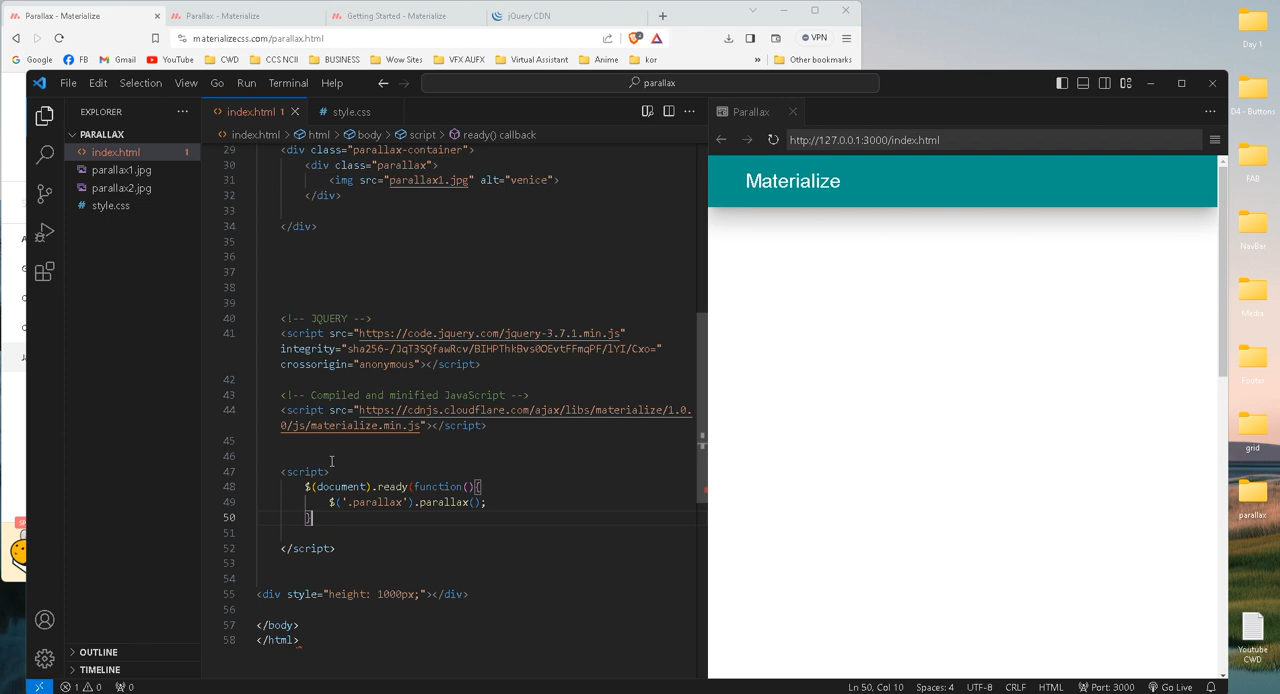 Parallax - Materialize
Parallax - Materialize
Getting Started - Materialize
jQuery CDN
materializecss.com/parallax.html
VPN
Google
FB
Gmail
YouTube
CWD
CCS NCII
BUSINESS
Wow Sites
VFX AUFX
Virtual Assistant
Anime
kor
»
Other bookmarks
File Edit Selection View Go Run Terminal Help
parallax
EXPLORER
PARALLAX
index.html 1
parallax1.jpg
parallax2.jpg
style.css
OUTLINE
TIMELINE
index.html 1
style.css
index.html > html > body > script > ready() callback
29 <div class="parallax-container">
30 <div class="parallax">
31 <img src="parallax1.jpg" alt="venice">
32 </div>
33
34 </div>
35
36
37
38
39
40 <!-- JQUERY -->
41 <script src="https://code.jquery.com/jquery-3.7.1.min.js"
integrity="sha256-/JqT3SQfawRcv/BIHPThkBvs0OEvtFFmqPF/lYI/Cxo="
crossorigin="anonymous"></script>
42
43 <!-- Compiled and minified JavaScript -->
44 <script src="https://cdnjs.cloudflare.com/ajax/libs/materialize/1.0.
0/js/materialize.min.js"></script>
45
46
47 <script>
48 $(document).ready(function(){
49 $('.parallax').parallax();
50 }
51
52 </script>
53
54
55 <div style="height: 1000px;"></div>
56
57 </body>
58 </html>
Parallax
http://127.0.0.1:3000/index.html
Materialize
Day 1
D4 - Buttons
FAB
NavBar
Media
Footer
grid
parallax
Youtube
CWD
1 0
0
Ln 50, Col 10
Spaces: 4
UTF-8
CRLF
HTML
Port: 3000
Go Live